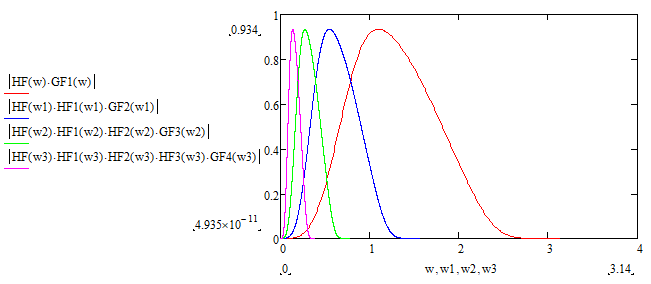 0.934
|HF(w)·GF1(w)|
|HF(w1)·HF1(w1)·GF2(w1)|
|HF(w2)·HF1(w2)·HF2(w2)·GF3(w2)|
|HF(w3)·HF1(w3)·HF2(w3)·HF3(w3)·GF4(w3)|
4.935×10⁻¹¹
1
0.8
0.6
0.4
0.2
0
0 1 2 3 4
0 w,w1,w2,w3 3.14